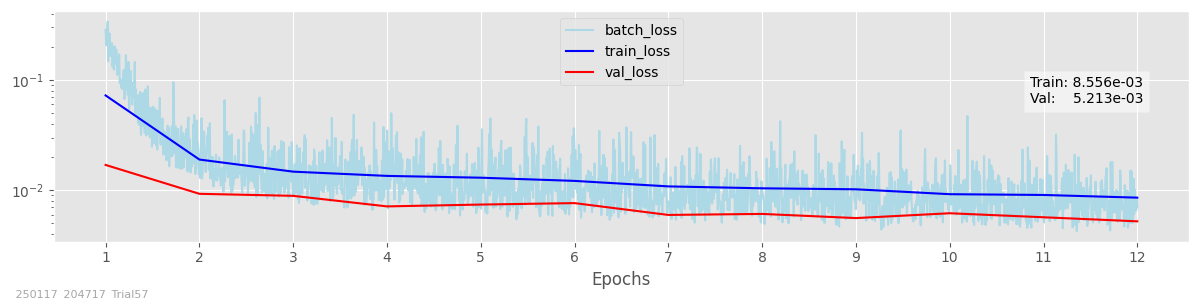 batch_loss
train_loss
val_loss
Train: 8.556e-03
Val: 5.213e-03
10⁻¹
10⁻²
1 2 3 4 5 6 7 8 9 10 11 12
Epochs
250117_204717_Trial57